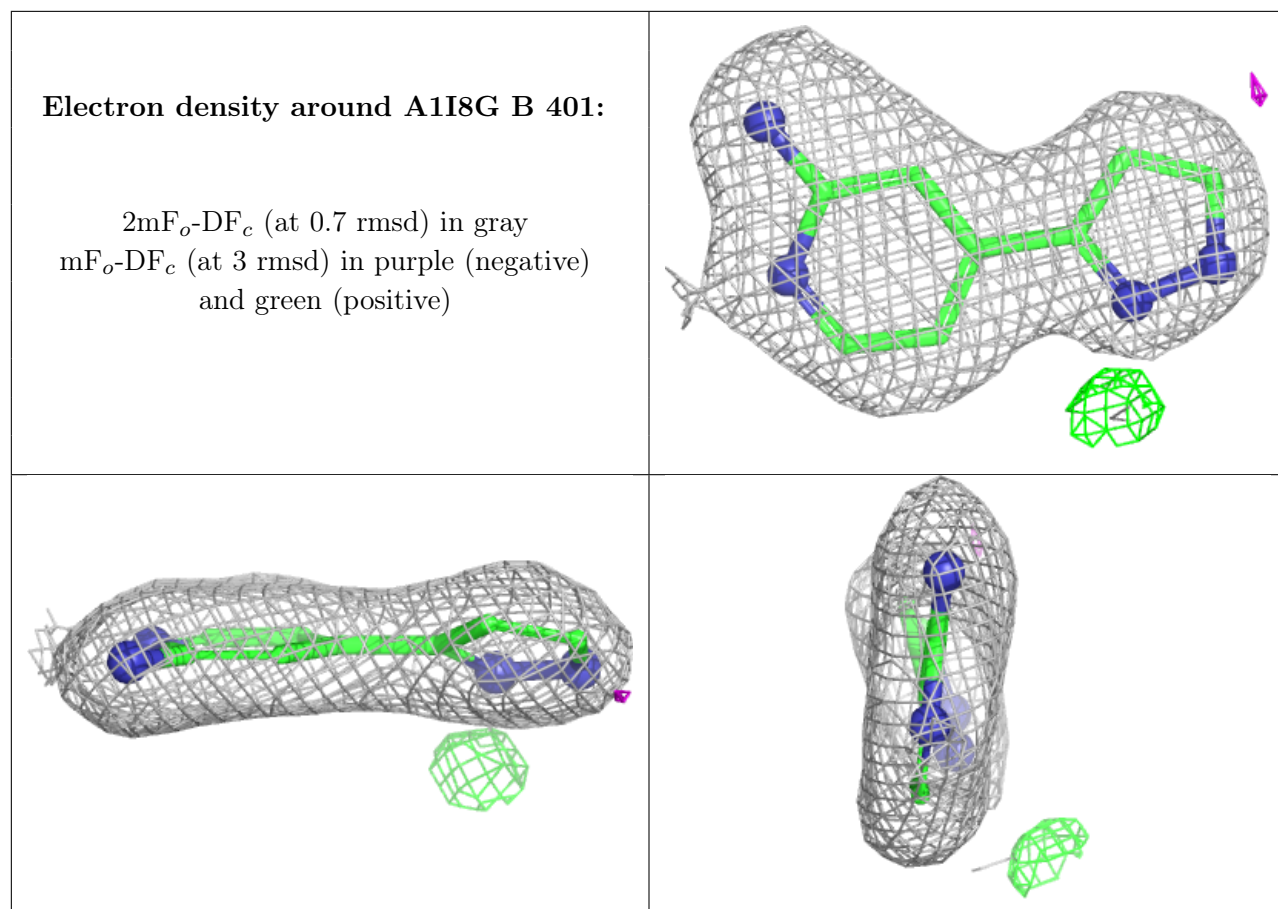 Electron density around A1I8G B 401:
2mFₒ-DF𝒸 (at 0.7 rmsd) in gray
mFₒ-DF𝒸 (at 3 rmsd) in purple (negative)
and green (positive)